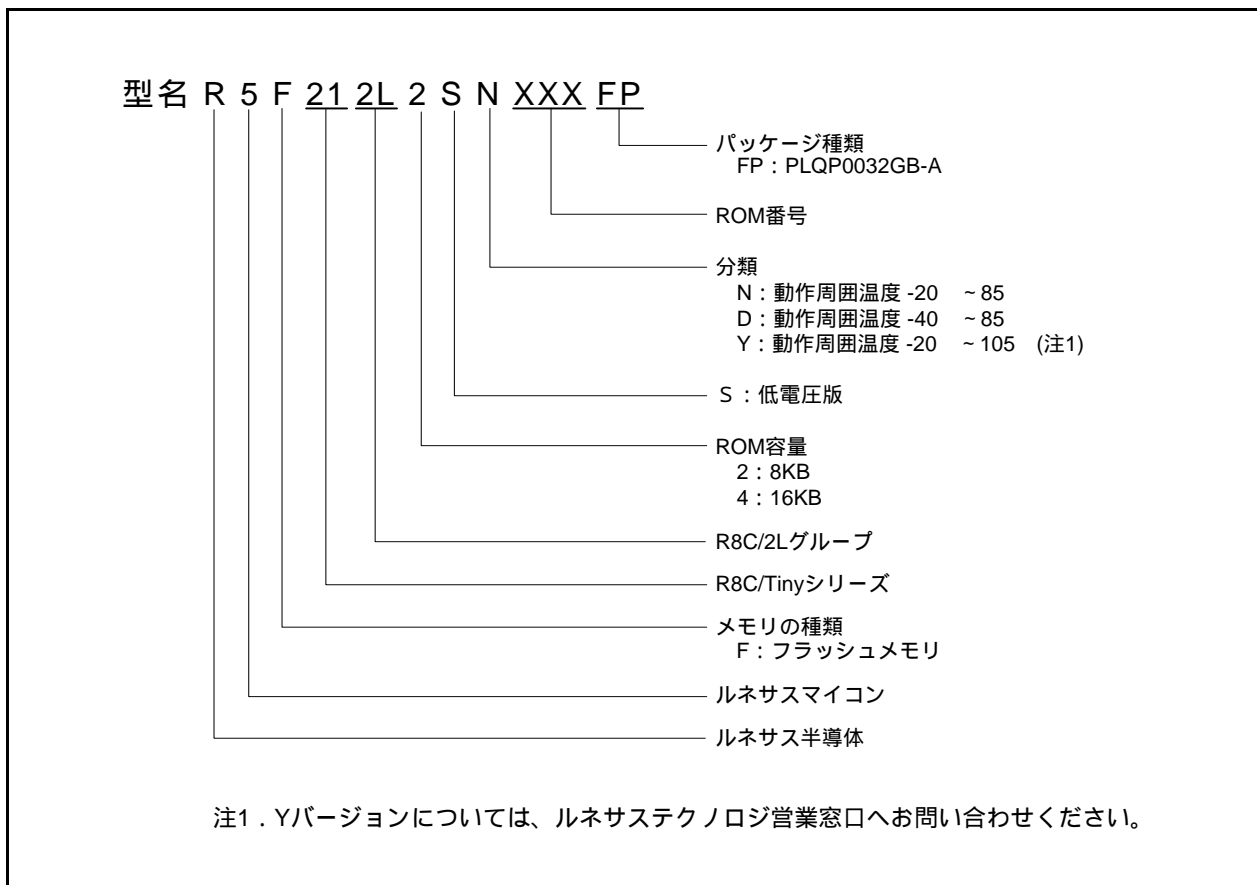 型名 R 5 F 21 2L 2 S N XXX FP
パッケージ種類
FP : PLQP0032GB-A
ROM番号
分類
N : 動作周囲温度 -20 ~ 85
D : 動作周囲温度 -40 ~ 85
Y : 動作周囲温度 -20 ~ 105 (注1)
S : 低電圧版
ROM容量
2 : 8KB
4 : 16KB
R8C/2Lグループ
R8C/Tinyシリーズ
メモリの種類
F : フラッシュメモリ
ルネサスマイコン
ルネサス半導体
注1．Yバージョンについては、ルネサステクノロジ営業窓口へお問い合わせください。